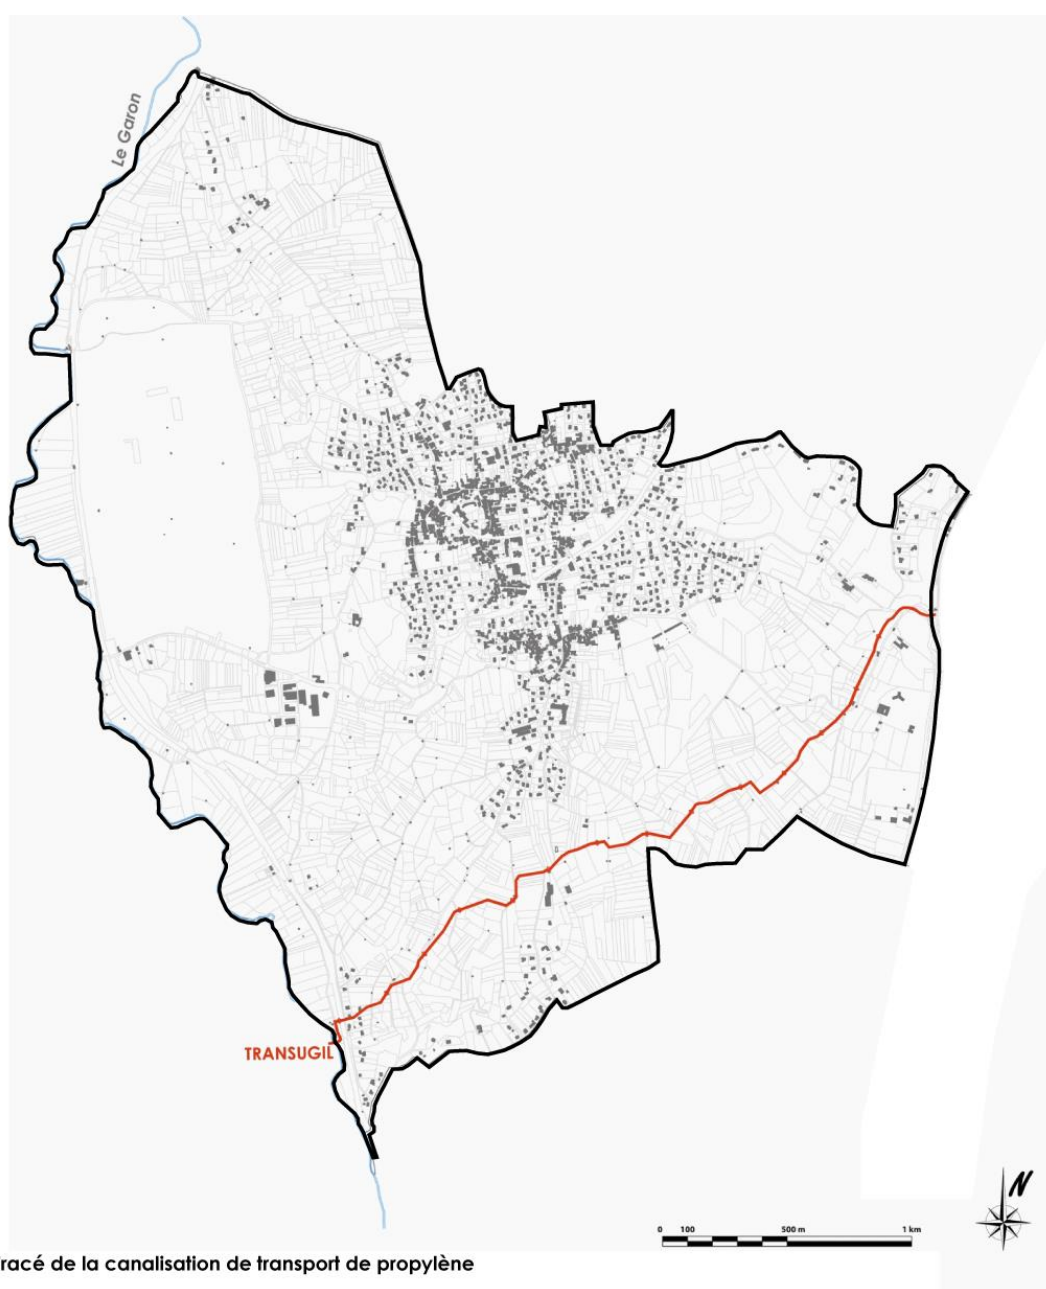 Le Garon
TRANSUGIL
N
0 100 500 m 1 km
racé de la canalisation de transport de propylène